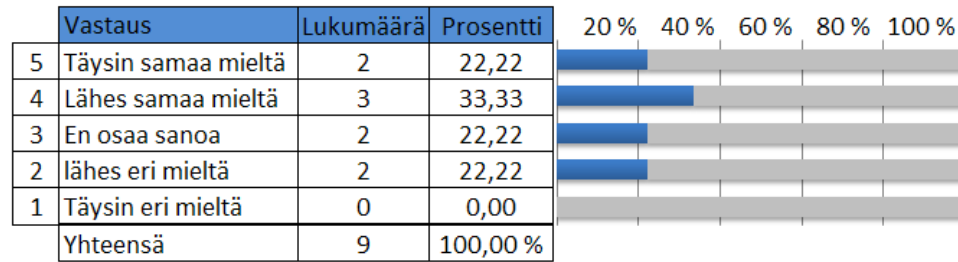 Vastaus Lukumäärä Prosentti 20 % 40 % 60 % 80 % 100 %
5 Täysin samaa mieltä 2 22,22
4 Lähes samaa mieltä 3 33,33
3 En osaa sanoa 2 22,22
2 lähes eri mieltä 2 22,22
1 Täysin eri mieltä 0 0,00
Yhteensä 9 100,00 %